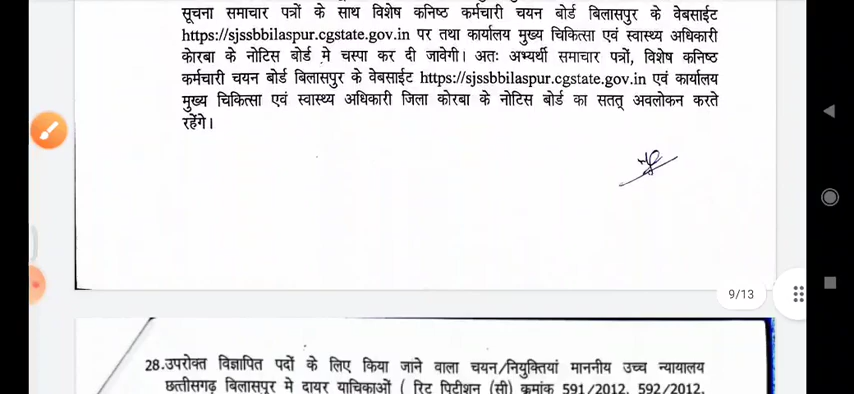 सूचना समाचार पत्रों के साथ विशेष कनिष्ठ कर्मचारी चयन बोर्ड बिलासपुर के वेबसाईट
https://sjssbbilaspur.cgstate.gov.in पर तथा कार्यालय मुख्य चिकित्सा एवं स्वास्थ्य अधिकारी
कोरबा के नोटिस बोर्ड मे चस्पा कर दी जावेगी। अतः अभ्यर्थी समाचार पत्रों, विशेष कनिष्ठ
कर्मचारी चयन बोर्ड बिलासपुर के वेबसाईट https://sjssbbilaspur.cgstate.gov.in एवं कार्यालय
मुख्य चिकित्सा एवं स्वास्थ्य अधिकारी जिला कोरबा के नोटिस बोर्ड का सतत् अवलोकन करते
रहेंगे।
9/13
28.उपरोक्त विज्ञापित पदों के लिए किया जाने वाला चयन/नियुक्तियां माननीय उच्च न्यायालय
छत्तीसगढ़ बिलासपुर मे दायर याचिकाओं ( रिट पिटीशन (सी) क्रमांक 591/2012, 592/2012,